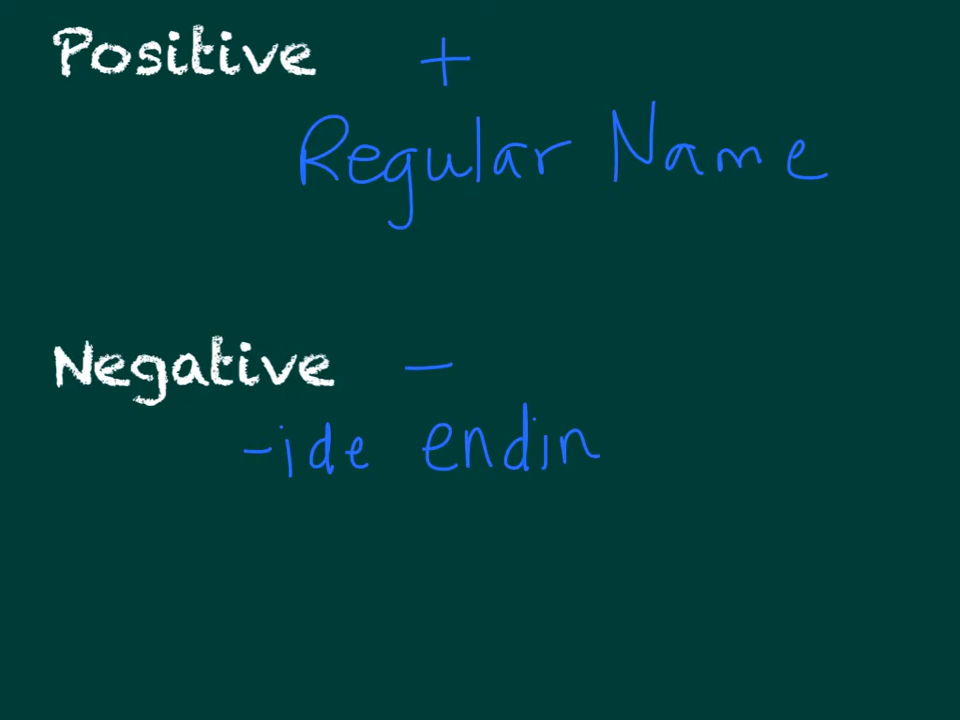 Positive +
Regular Name
Negative -
-ide endin